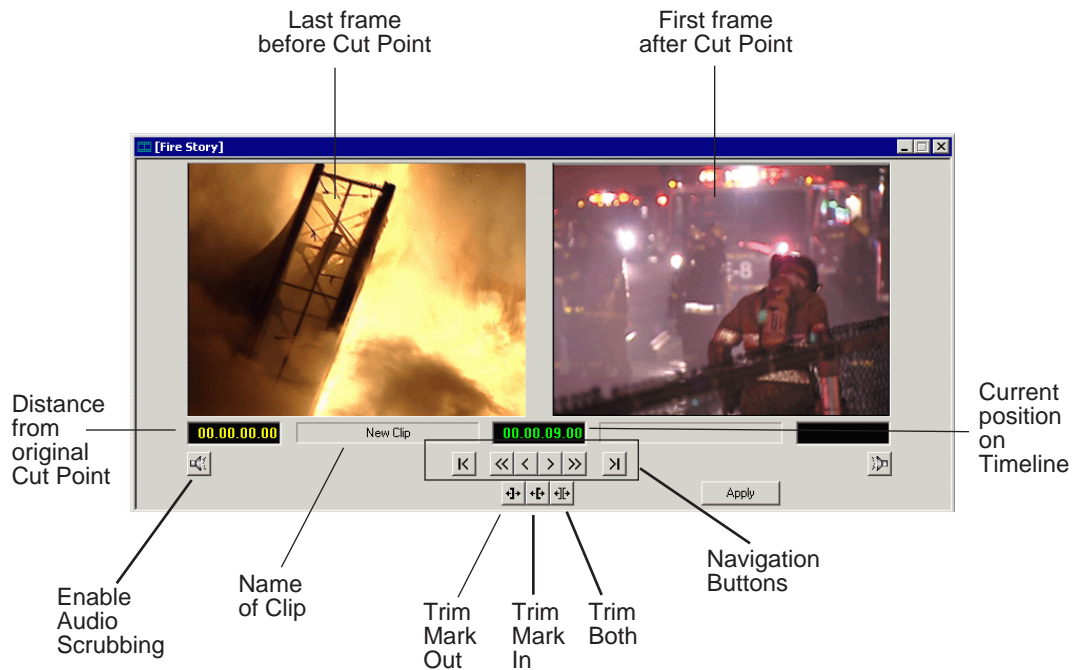 Last frame
before Cut Point
First frame
after Cut Point
[Fire Story]
-8
Distance
from
original
Cut Point
00.00.00.00
New Clip
00.00.09.00
Current
position
on
Timeline
Apply
Enable
Audio
Scrubbing
Name
of Clip
Trim
Mark
Out
Trim
Mark
In
Trim
Both
Navigation
Buttons